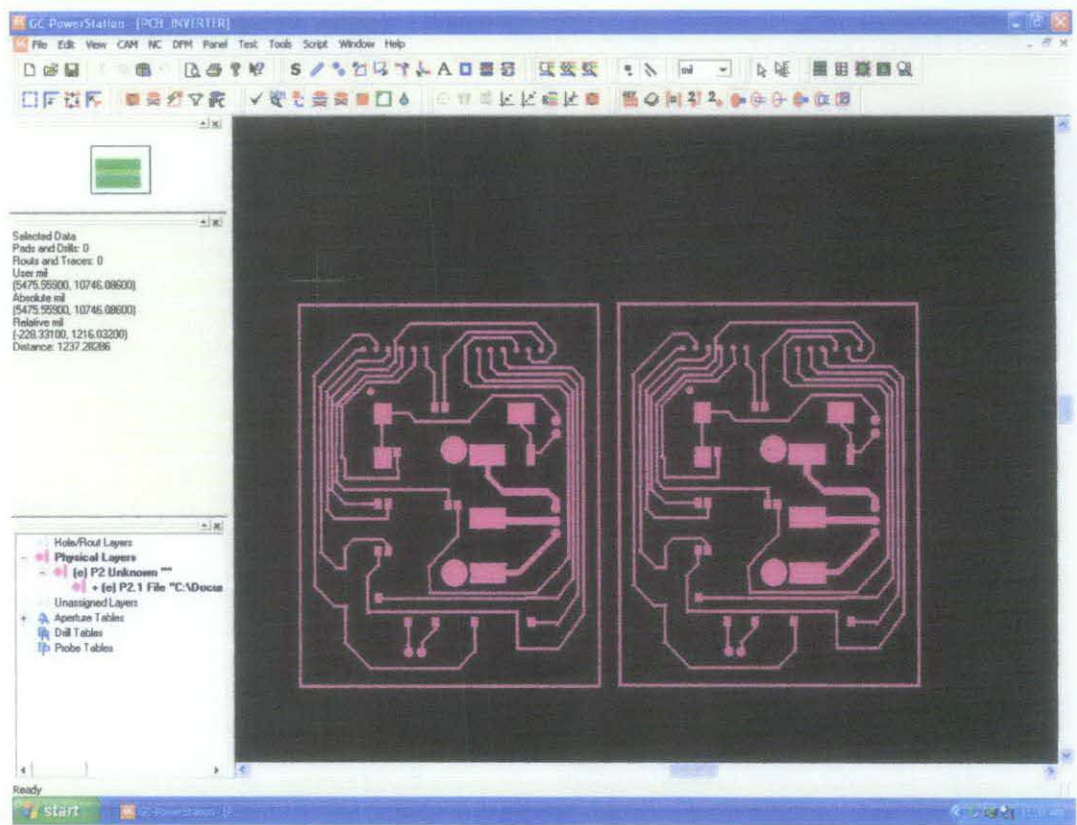 GC-PowerStation - [PCH_INVERTER]
File Edit View CAM NC DFM Panel Test Tools Script Window Help
mil
Selected Data
Pads and Drills: 0
Routs and Traces: 0
User mil
(5475.55900, 10746.08600)
Absolute mil
(5475.55900, 10746.08600)
Relative mil
(-228.33100, 1216.03200)
Distance: 1237.28286
Hole/Rout Layers
Physical Layers
(e) P2 Unknown ""
+ (e) P2.1 File "C:\Docu
Unassigned Layers
Aperture Tables
Drill Tables
Probe Tables
Ready
start
GC-PowerStation - [P...